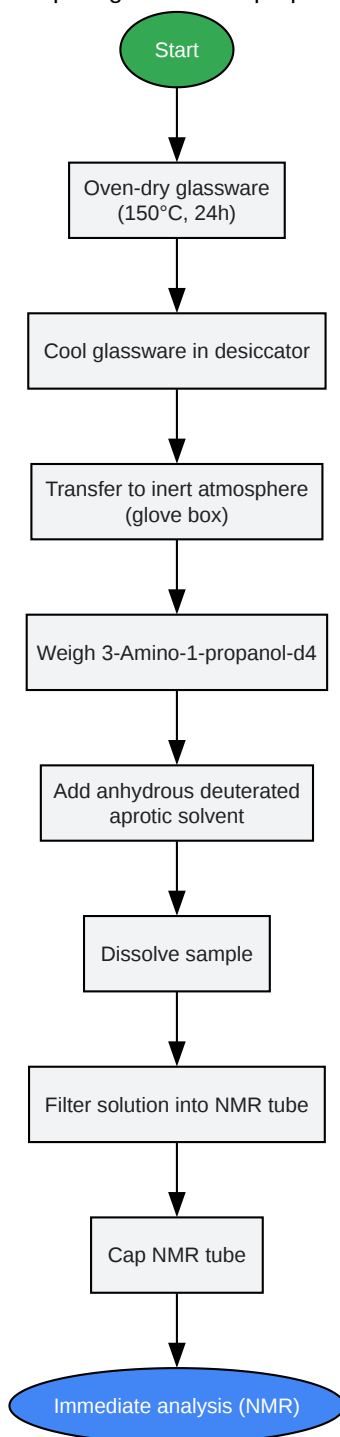 Start
Oven-dry glassware
(150°C, 24h)
Cool glassware in desiccator
Transfer to inert atmosphere
(glove box)
Weigh 3-Amino-1-propanol-d4
Add anhydrous deuterated
aprotic solvent
Dissolve sample
Filter solution into NMR tube
Cap NMR tube
Immediate analysis (NMR)